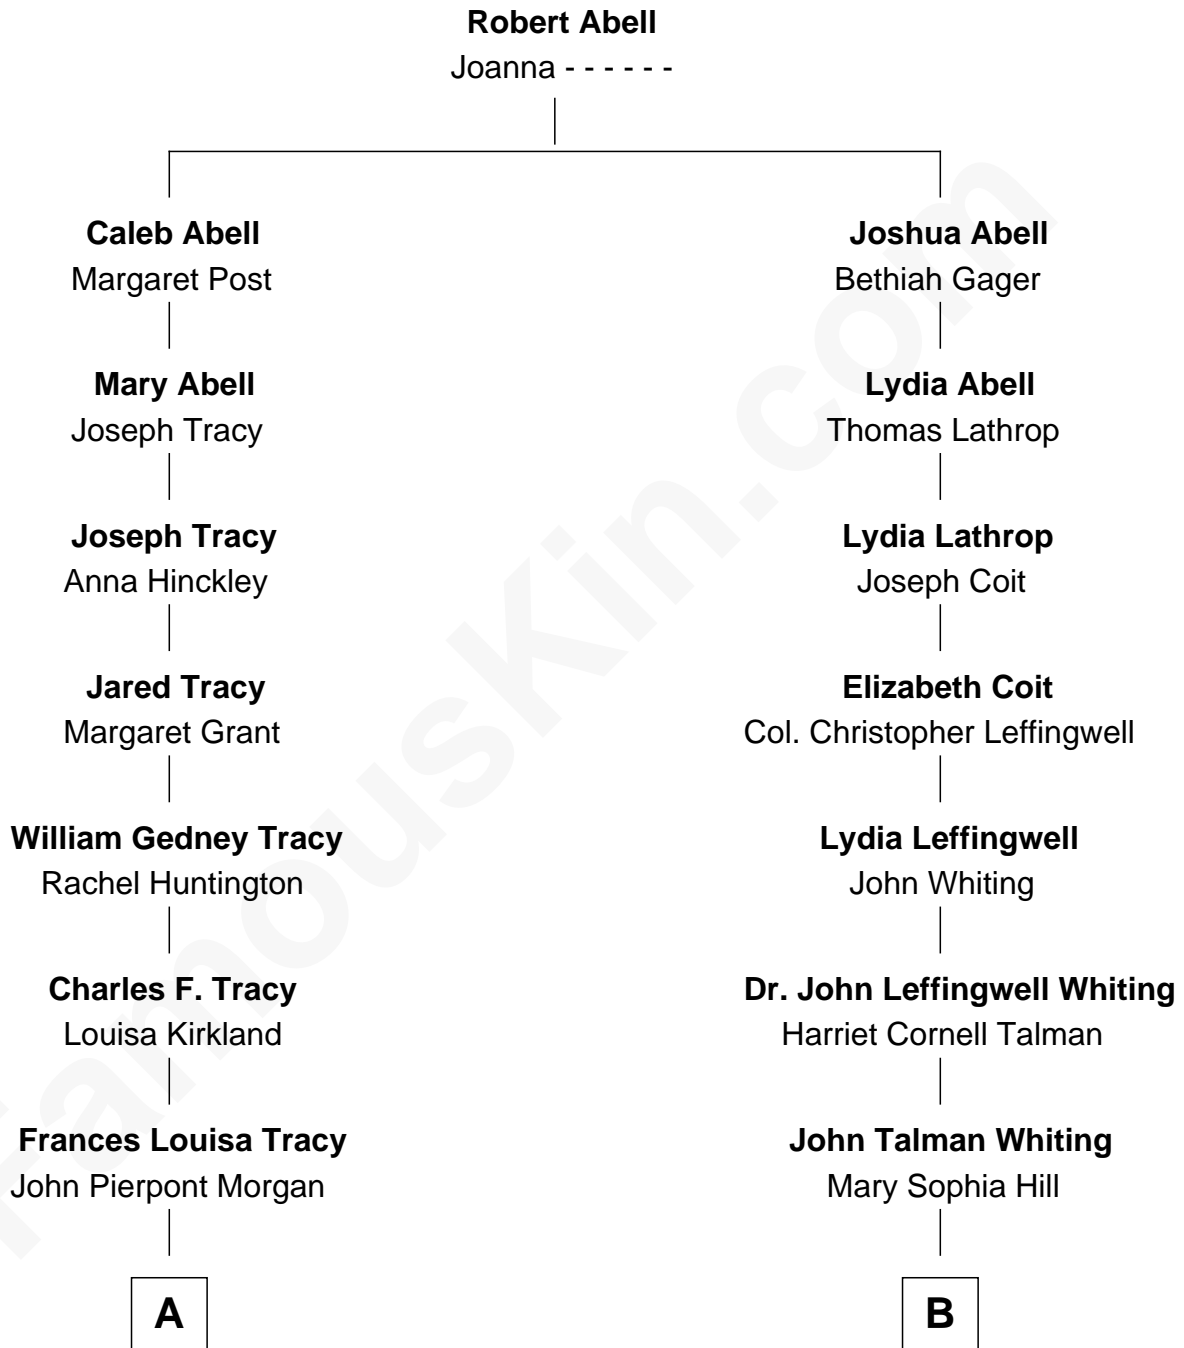 Robert Abell
Joanna - - - - - -
Caleb Abell
Margaret Post
Joshua Abell
Bethiah Gager
Mary Abell
Joseph Tracy
Lydia Abell
Thomas Lathrop
Joseph Tracy
Anna Hinckley
Lydia Lathrop
Joseph Coit
Jared Tracy
Margaret Grant
Elizabeth Coit
Col. Christopher Leffingwell
William Gedney Tracy
Rachel Huntington
Lydia Leffingwell
John Whiting
Charles F. Tracy
Louisa Kirkland
Dr. John Leffingwell Whiting
Harriet Cornell Talman
Frances Louisa Tracy
John Pierpont Morgan
John Talman Whiting
Mary Sophia Hill
A
B
FamousKin.com